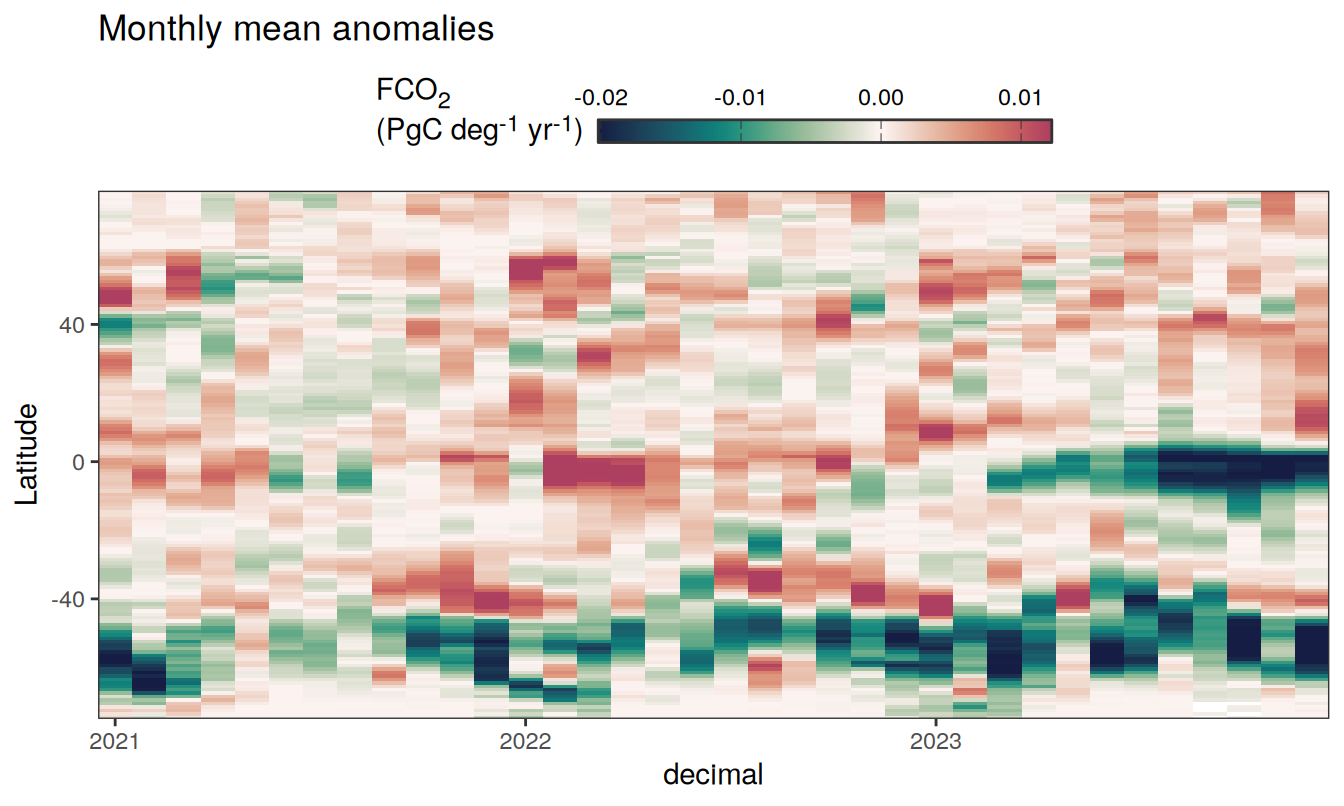 Monthly mean anomalies
FCO₂
(PgC deg⁻¹ yr⁻¹)
-0.02 -0.01 0.00 0.01
Latitude
40
0
-40
2021 2022 2023
decimal